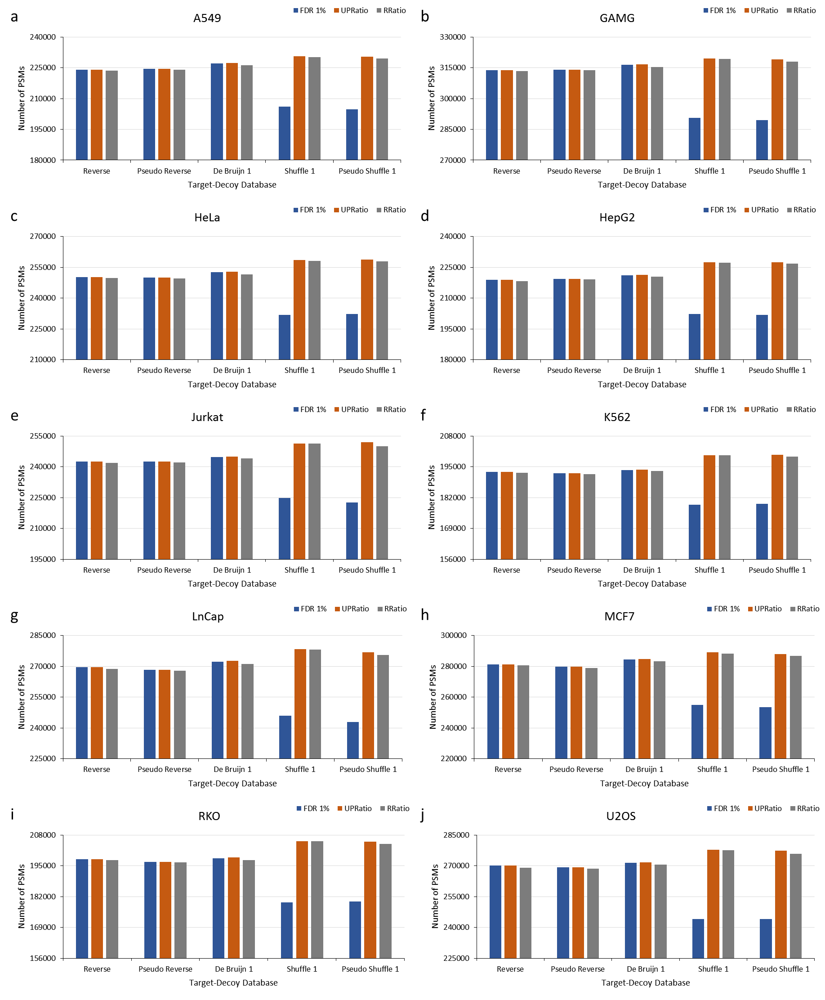 a
A549
FDR 1% UPRatio RRatio
Number of PSMs
240000
225000
210000
195000
180000
Reverse Pseudo Reverse De Bruijn 1 Shuffle 1 Pseudo Shuffle 1
Target-Decoy Database
b
GAMG
FDR 1% UPRatio RRatio
Number of PSMs
330000
315000
300000
285000
270000
Reverse Pseudo Reverse De Bruijn 1 Shuffle 1 Pseudo Shuffle 1
Target-Decoy Database
c
HeLa
FDR 1% UPRatio RRatio
Number of PSMs
270000
255000
240000
225000
210000
Reverse Pseudo Reverse De Bruijn 1 Shuffle 1 Pseudo Shuffle 1
Target-Decoy Database
d
HepG2
FDR 1% UPRatio RRatio
Number of PSMs
240000
225000
210000
195000
180000
Reverse Pseudo Reverse De Bruijn 1 Shuffle 1 Pseudo Shuffle 1
Target-Decoy Database
e
Jurkat
FDR 1% UPRatio RRatio
Number of PSMs
255000
240000
225000
210000
195000
Reverse Pseudo Reverse De Bruijn 1 Shuffle 1 Pseudo Shuffle 1
Target-Decoy Database
f
K562
FDR 1% UPRatio RRatio
Number of PSMs
208000
195000
182000
169000
156000
Reverse Pseudo Reverse De Bruijn 1 Shuffle 1 Pseudo Shuffle 1
Target-Decoy Database
g
LnCap
FDR 1% UPRatio RRatio
Number of PSMs
285000
270000
255000
240000
225000
Reverse Pseudo Reverse De Bruijn 1 Shuffle 1 Pseudo Shuffle 1
Target-Decoy Database
h
MCF7
FDR 1% UPRatio RRatio
Number of PSMs
300000
280000
260000
240000
220000
Reverse Pseudo Reverse De Bruijn 1 Shuffle 1 Pseudo Shuffle 1
Target-Decoy Database
i
RKO
FDR 1% UPRatio RRatio
Number of PSMs
208000
195000
182000
169000
156000
Reverse Pseudo Reverse De Bruijn 1 Shuffle 1 Pseudo Shuffle 1
Target-Decoy Database
j
U2OS
FDR 1% UPRatio RRatio
Number of PSMs
285000
270000
255000
240000
225000
Reverse Pseudo Reverse De Bruijn 1 Shuffle 1 Pseudo Shuffle 1
Target-Decoy Database